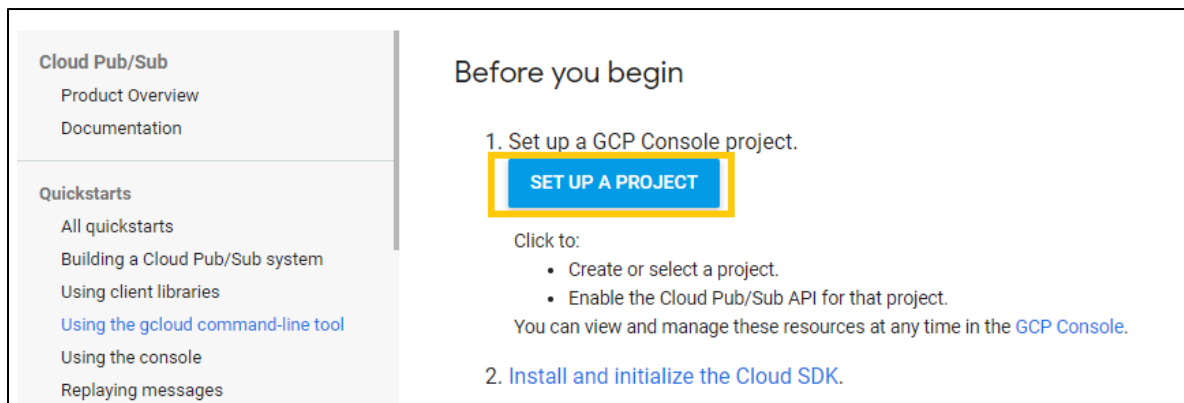 Cloud Pub/Sub
Product Overview
Documentation
Quickstarts
All quickstarts
Building a Cloud Pub/Sub system
Using client libraries
Using the gcloud command-line tool
Using the console
Replaying messages
Before you begin
1. Set up a GCP Console project.
SET UP A PROJECT
Click to:
• Create or select a project.
• Enable the Cloud Pub/Sub API for that project.
You can view and manage these resources at any time in the GCP Console.
2. Install and initialize the Cloud SDK.